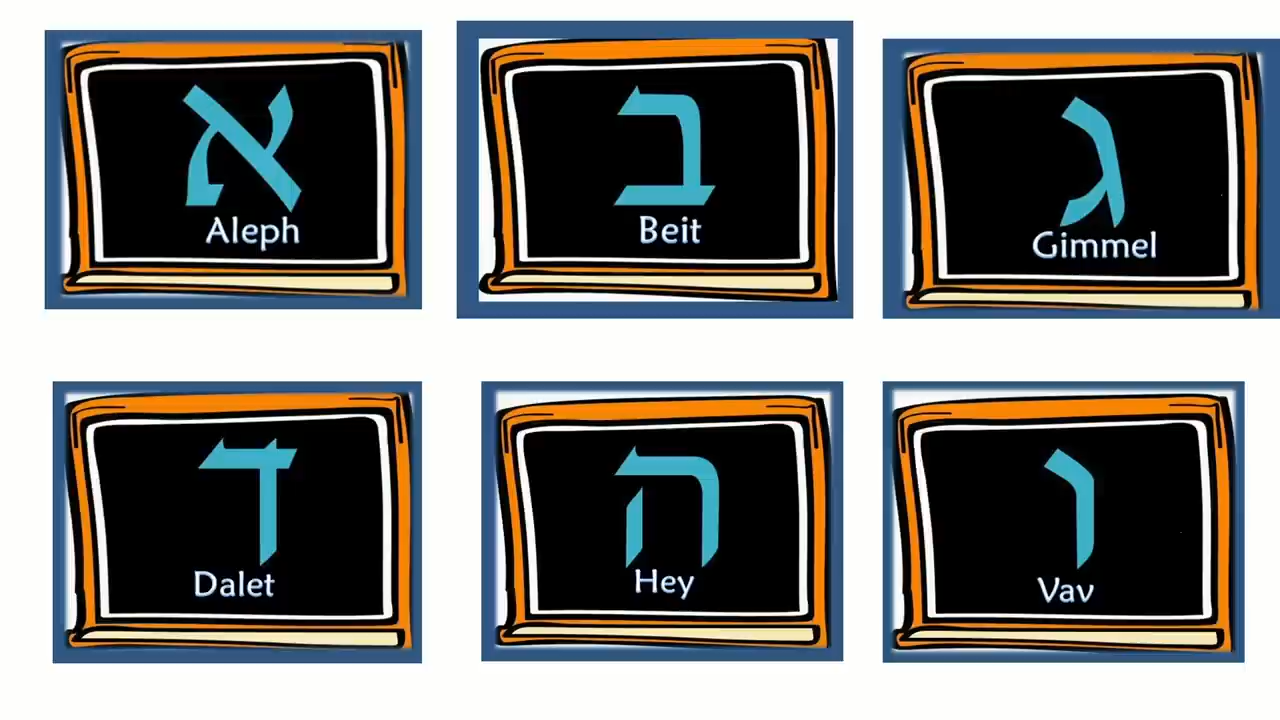 א
Aleph
ב
Beit
ג
Gimmel
ד
Dalet
ה
Hey
ו
Vav